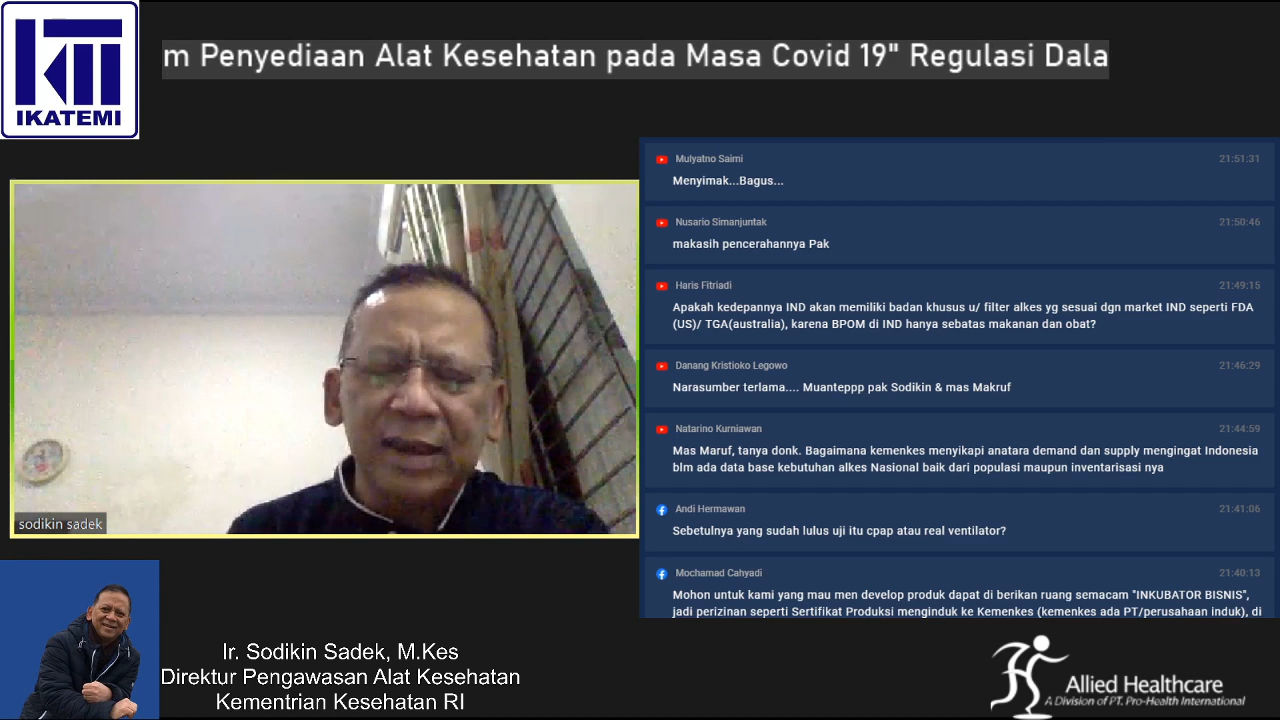 KTI
IKATEMI
m Penyediaan Alat Kesehatan pada Masa Covid 19" Regulasi Dala
sodikin sadek
Mulyatno Saimi 21:51:31
Menyimak...Bagus...
Nusario Simanjuntak 21:50:46
makasih pencerahannya Pak
Haris Fitriadi 21:49:15
Apakah kedepannya IND akan memiliki badan khusus u/ filter alkes yg sesuai dgn market IND seperti FDA
(US)/ TGA(australia), karena BPOM di IND hanya sebatas makanan dan obat?
Danang Kristioko Legowo 21:46:29
Narasumber terlama.... Muanteppp pak Sodikin & mas Makruf
Natarino Kurniawan 21:44:59
Mas Maruf, tanya donk. Bagaimana kemenkes menyikapi anatara demand dan supply mengingat Indonesia
blm ada data base kebutuhan alkes Nasional baik dari populasi maupun inventarisasi nya
Andi Hermawan 21:41:06
Sebetulnya yang sudah lulus uji itu cpap atau real ventilator?
Mochamad Cahyadi 21:40:13
Mohon untuk kami yang mau men develop produk dapat di berikan ruang semacam "INKUBATOR BISNIS",
jadi perizinan seperti Sertifikat Produksi menginduk ke Kemenkes (kemenkes ada PT/perusahaan induk), di
Ir. Sodikin Sadek, M.Kes
Direktur Pengawasan Alat Kesehatan
Kementrian Kesehatan RI
Allied Healthcare
A Division of PT. Pro-Health International